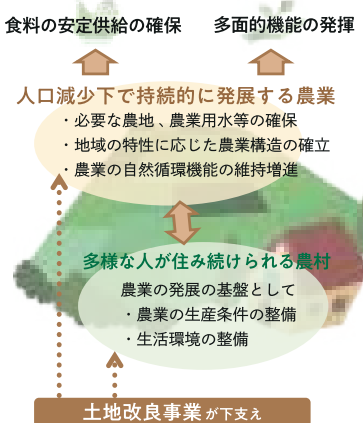 食料の安定供給の確保
多面的機能の発揮
人口減少下で持続的に発展する農業
・必要な農地、農業用水等の確保
・地域の特性に応じた農業構造の確立
・農業の自然循環機能の維持増進
多様な人が住み続けられる農村
農業の発展の基盤として
・農業の生産条件の整備
・生活環境の整備
土地改良事業が下支え